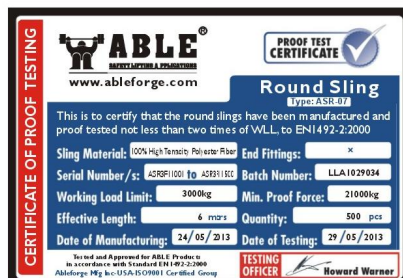 CERTIFICATE OF PROOF TESTING
ABLE®
SAFETY LIFTING & APPLICATIONS
www.ableforge.com
PROOF TEST
CERTIFICATE
Round Sling
Type: ASR-07
This is to certify that the round slings have been manufactured and
proof tested not less than two times of WLL, to EN1492-2:2000
Sling Material: 100% High Tenacity Polyester Fiber End Fittings: ×
Serial Number/s: to Batch Number: LLA1029034
Working Load Limit: 3000kg Min. Proof Force: 21000kg
Effective Length: 6 Quantity: 500 pcs
Date of Manufacturing: 24/05/2013 Date of Testing: 29/05/2013
Tested and Approved for ABLE Products
in accordance with Standard EN 1492-2-2000
Ableforge Mfg Inc-USA-ISO9001 Certified Group
TESTING
OFFICER
Howard Warner